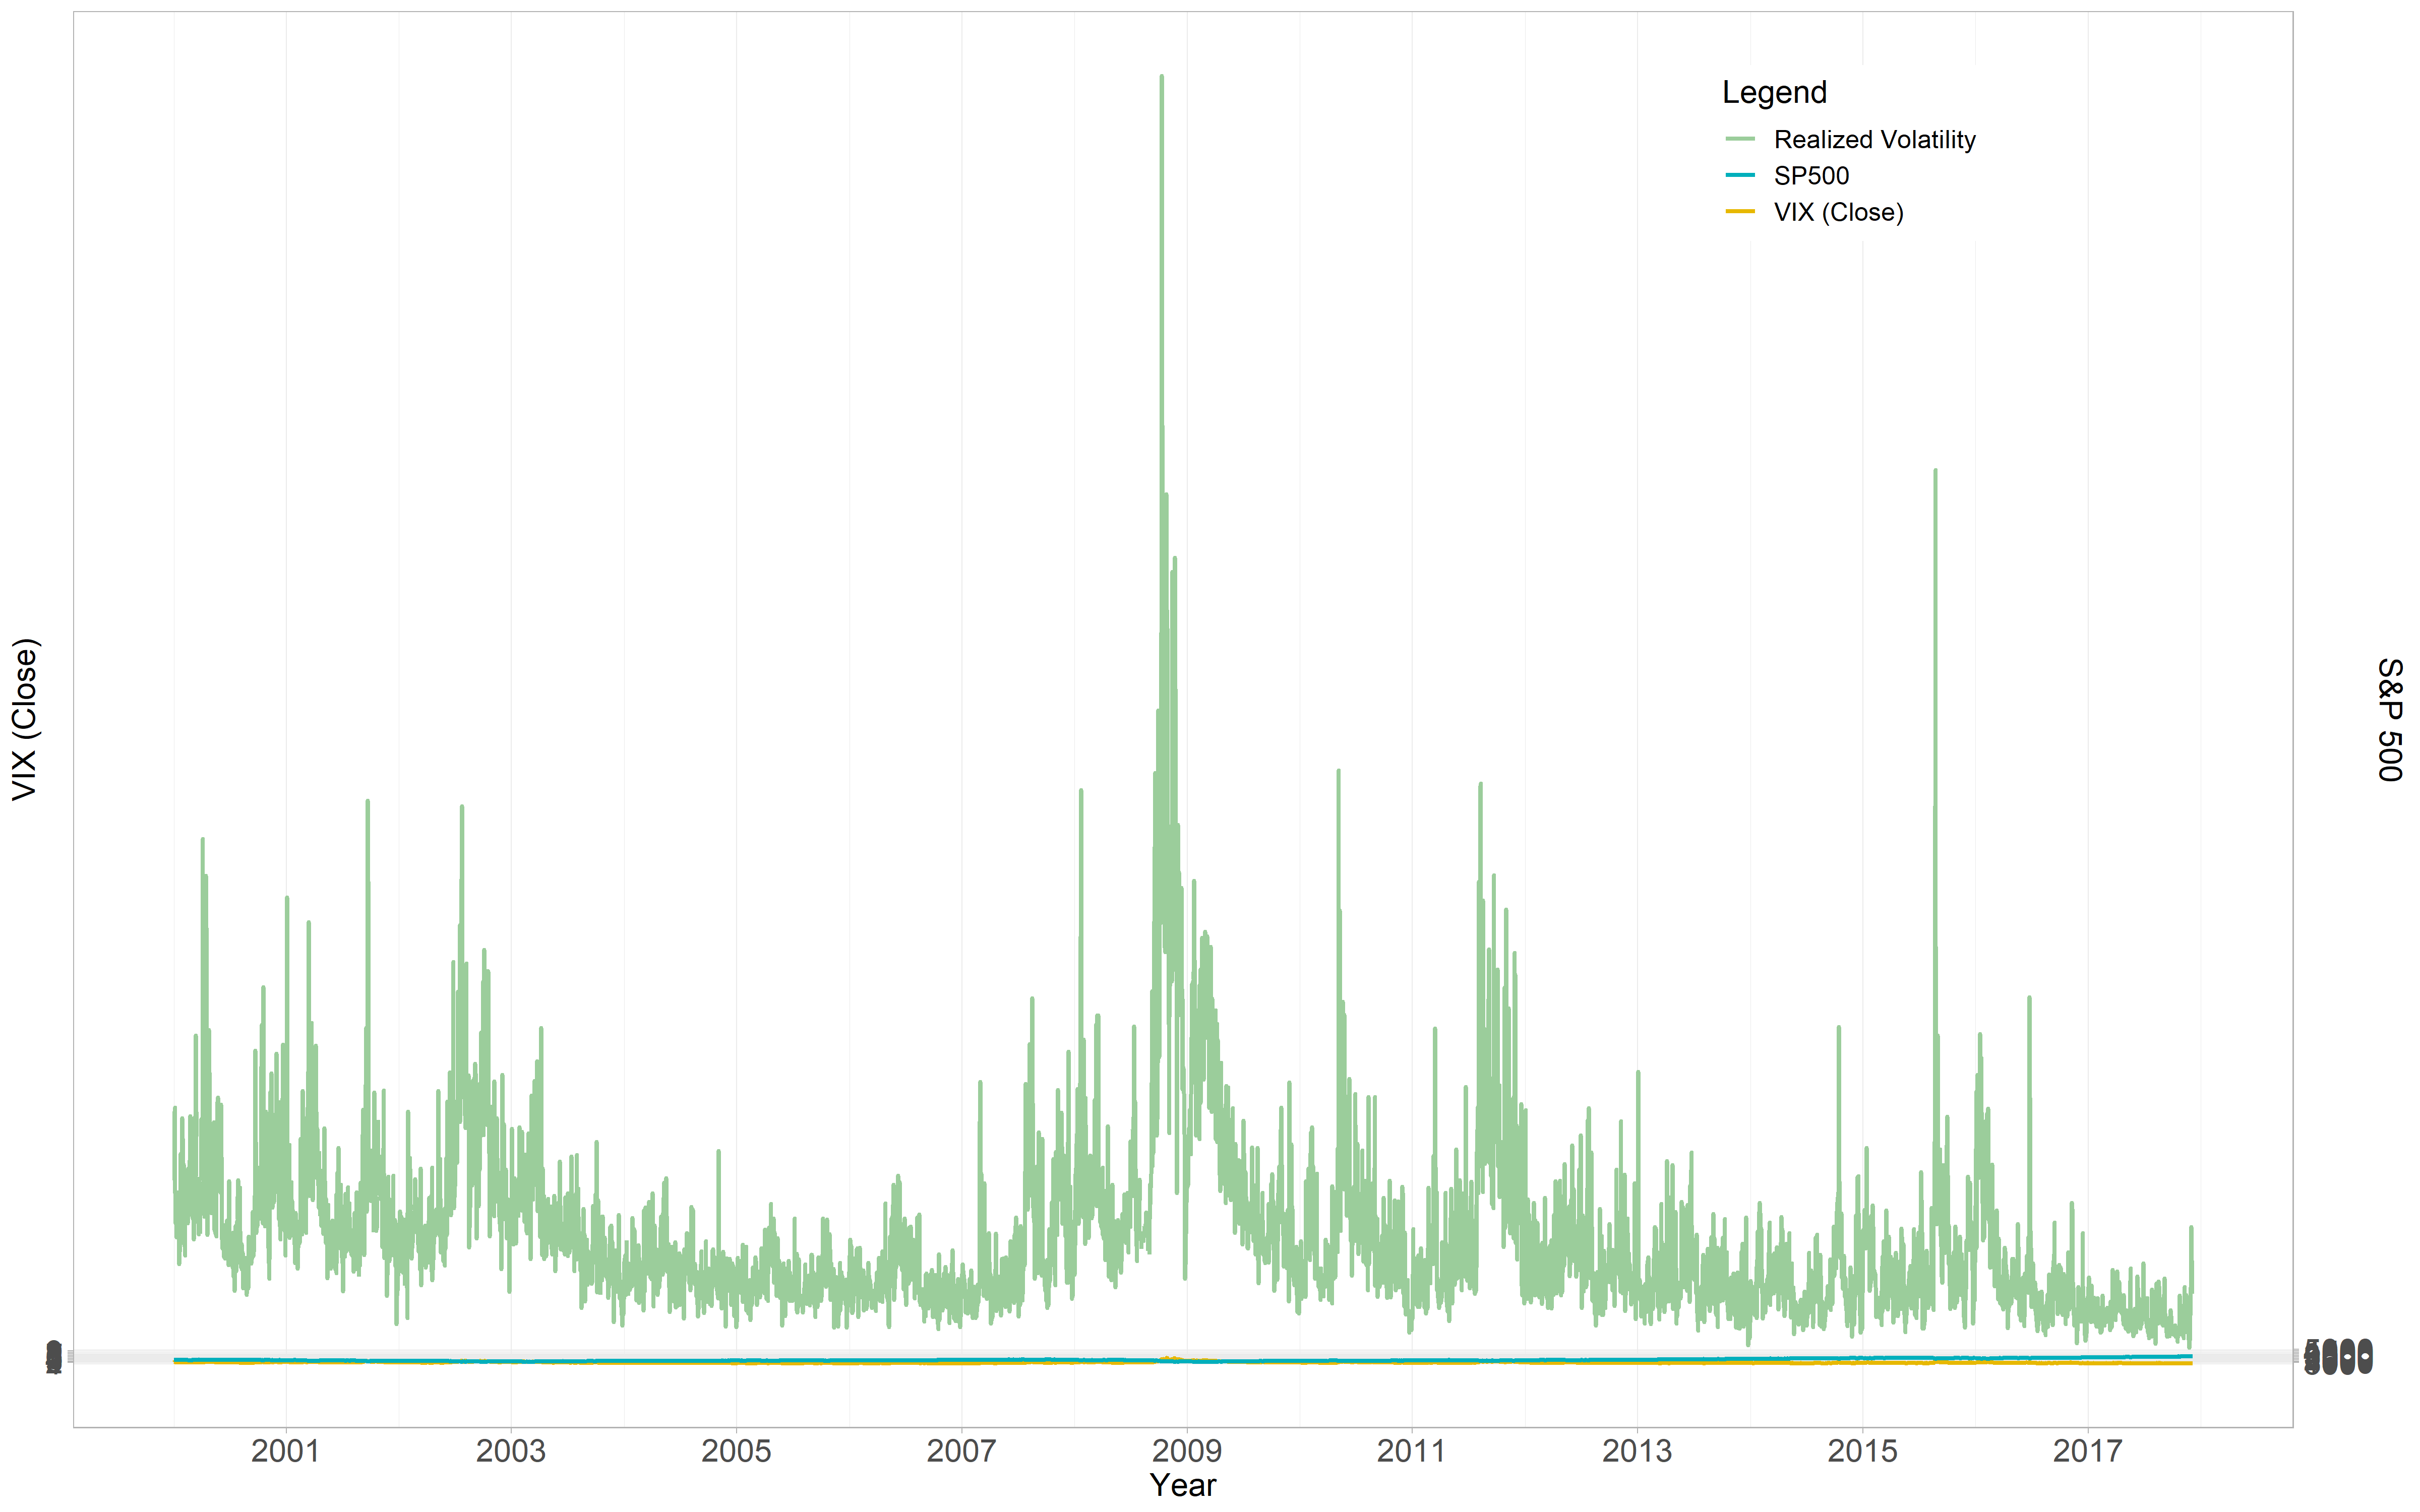 Legend
Realized Volatility
SP500
VIX (Close)
VIX (Close)
S&P 500
2001 2003 2005 2007 2009 2011 2013 2015 2017
Year